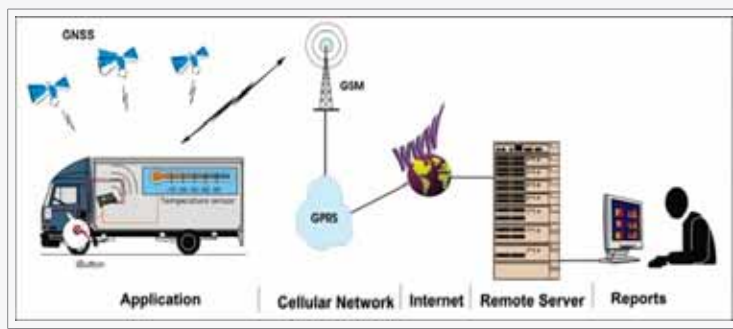 GNSS
GSM
WWW
GPRS
Temperature sensor
iButton
Application
Cellular Network
Internet
Remote Server
Reports